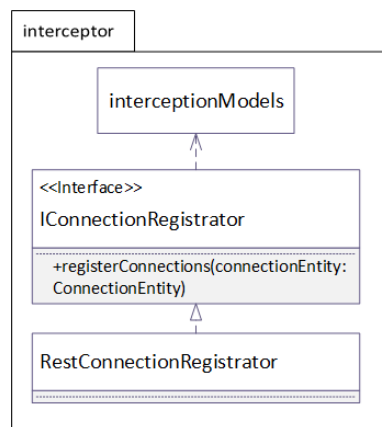 interceptor
interceptionModels
<<Interface>>
IConnectionRegistrator
+registerConnections(connectionEntity:
ConnectionEntity)
RestConnectionRegistrator